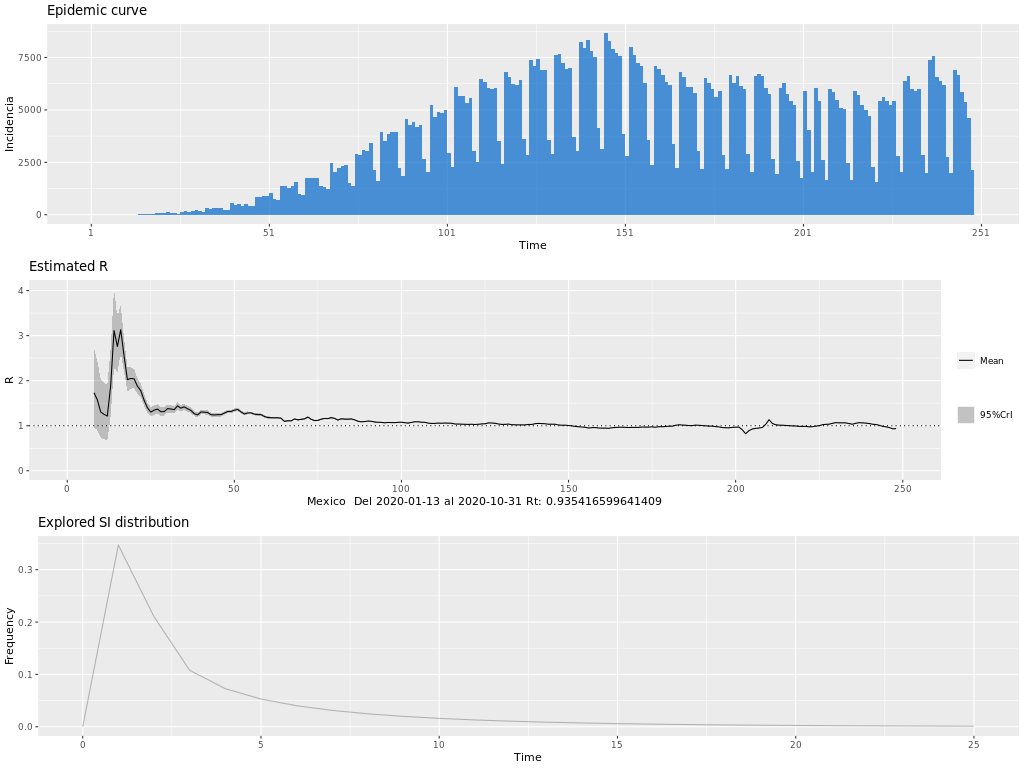 Epidemic curve
7500
5000
2500
0
Incidencia
1 51 101 151 201 251
Time
Estimated R
4
3
2
1
0
R
Mean
95%CrI
0 50 100 150 200 250
Mexico Del 2020-01-13 al 2020-10-31 Rt: 0.935416599641409
Explored SI distribution
0.3
0.2
0.1
0.0
Frequency
0 5 10 15 20 25
Time